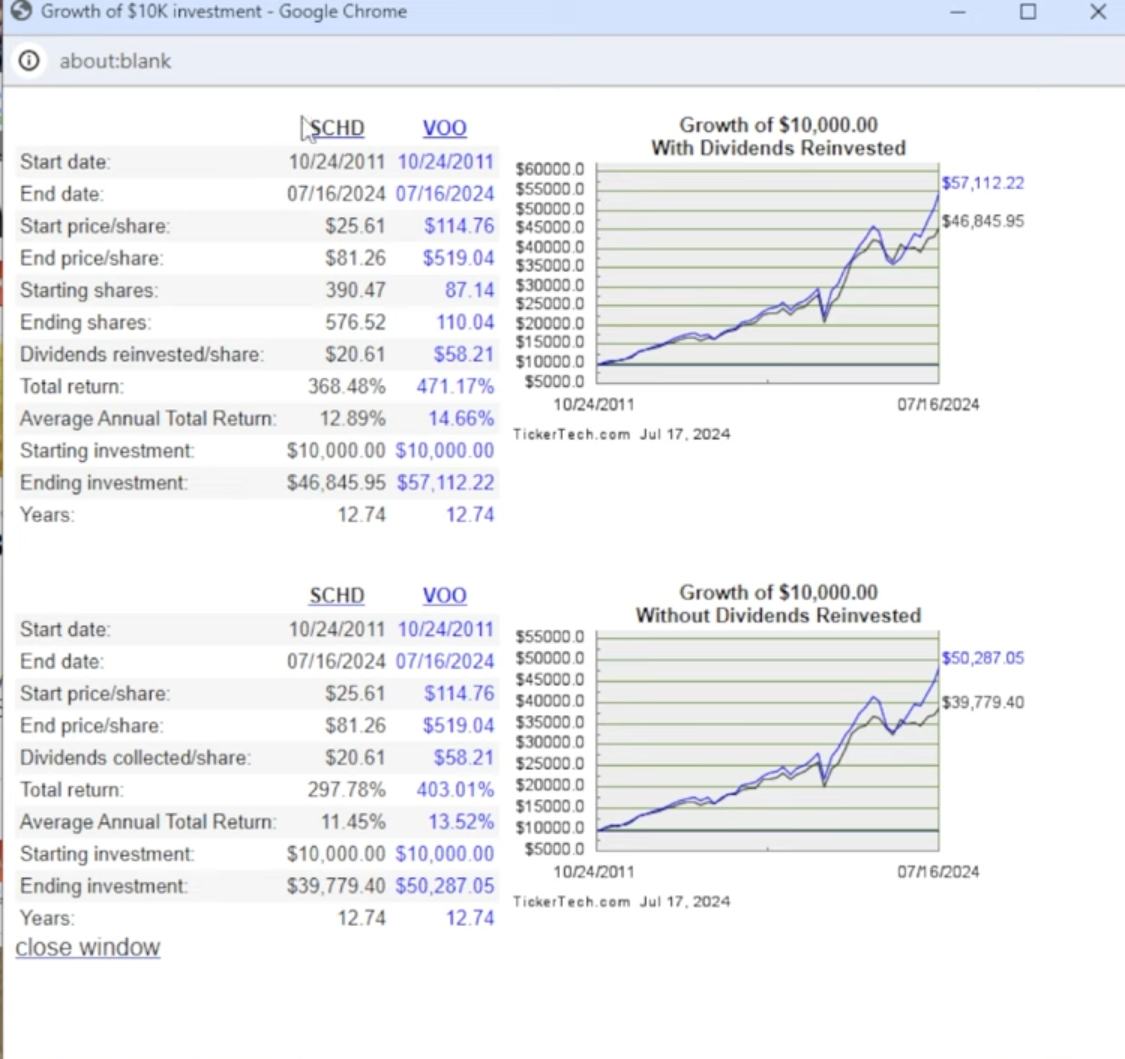 Growth of $10K investment - Google Chrome
about:blank
SCHD VOO
Start date: 10/24/2011 10/24/2011
End date: 07/16/2024 07/16/2024
Start price/share: $25.61 $114.76
End price/share: $81.26 $519.04
Starting shares: 390.47 87.14
Ending shares: 576.52 110.04
Dividends reinvested/share: $20.61 $58.21
Total return: 368.48% 471.17%
Average Annual Total Return: 12.89% 14.66%
Starting investment: $10,000.00 $10,000.00
Ending investment: $46,845.95 $57,112.22
Years: 12.74 12.74
Growth of $10,000.00
With Dividends Reinvested
$60000.0
$55000.0
$50000.0
$45000.0
$40000.0
$35000.0
$30000.0
$25000.0
$20000.0
$15000.0
$10000.0
$5000.0
$57,112.22
$46,845.95
10/24/2011 07/16/2024
TickerTech.com Jul 17, 2024
SCHD VOO
Start date: 10/24/2011 10/24/2011
End date: 07/16/2024 07/16/2024
Start price/share: $25.61 $114.76
End price/share: $81.26 $519.04
Dividends collected/share: $20.61 $58.21
Total return: 297.78% 403.01%
Average Annual Total Return: 11.45% 13.52%
Starting investment: $10,000.00 $10,000.00
Ending investment: $39,779.40 $50,287.05
Years: 12.74 12.74
close window
Growth of $10,000.00
Without Dividends Reinvested
$55000.0
$50000.0
$45000.0
$40000.0
$35000.0
$30000.0
$25000.0
$20000.0
$15000.0
$10000.0
$5000.0
$50,287.05
$39,779.40
10/24/2011 07/16/2024
TickerTech.com Jul 17, 2024